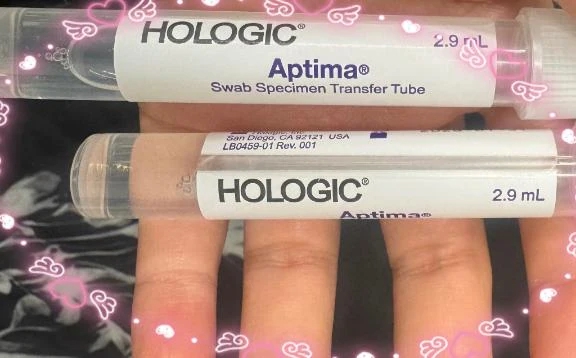 HOLOGIC®
2.9 mL
Aptima®
Swab Specimen Transfer Tube
San Diego, CA 92121 USA
LB0459-01 Rev. 001
HOLOGIC®
2.9 mL
Aptima®